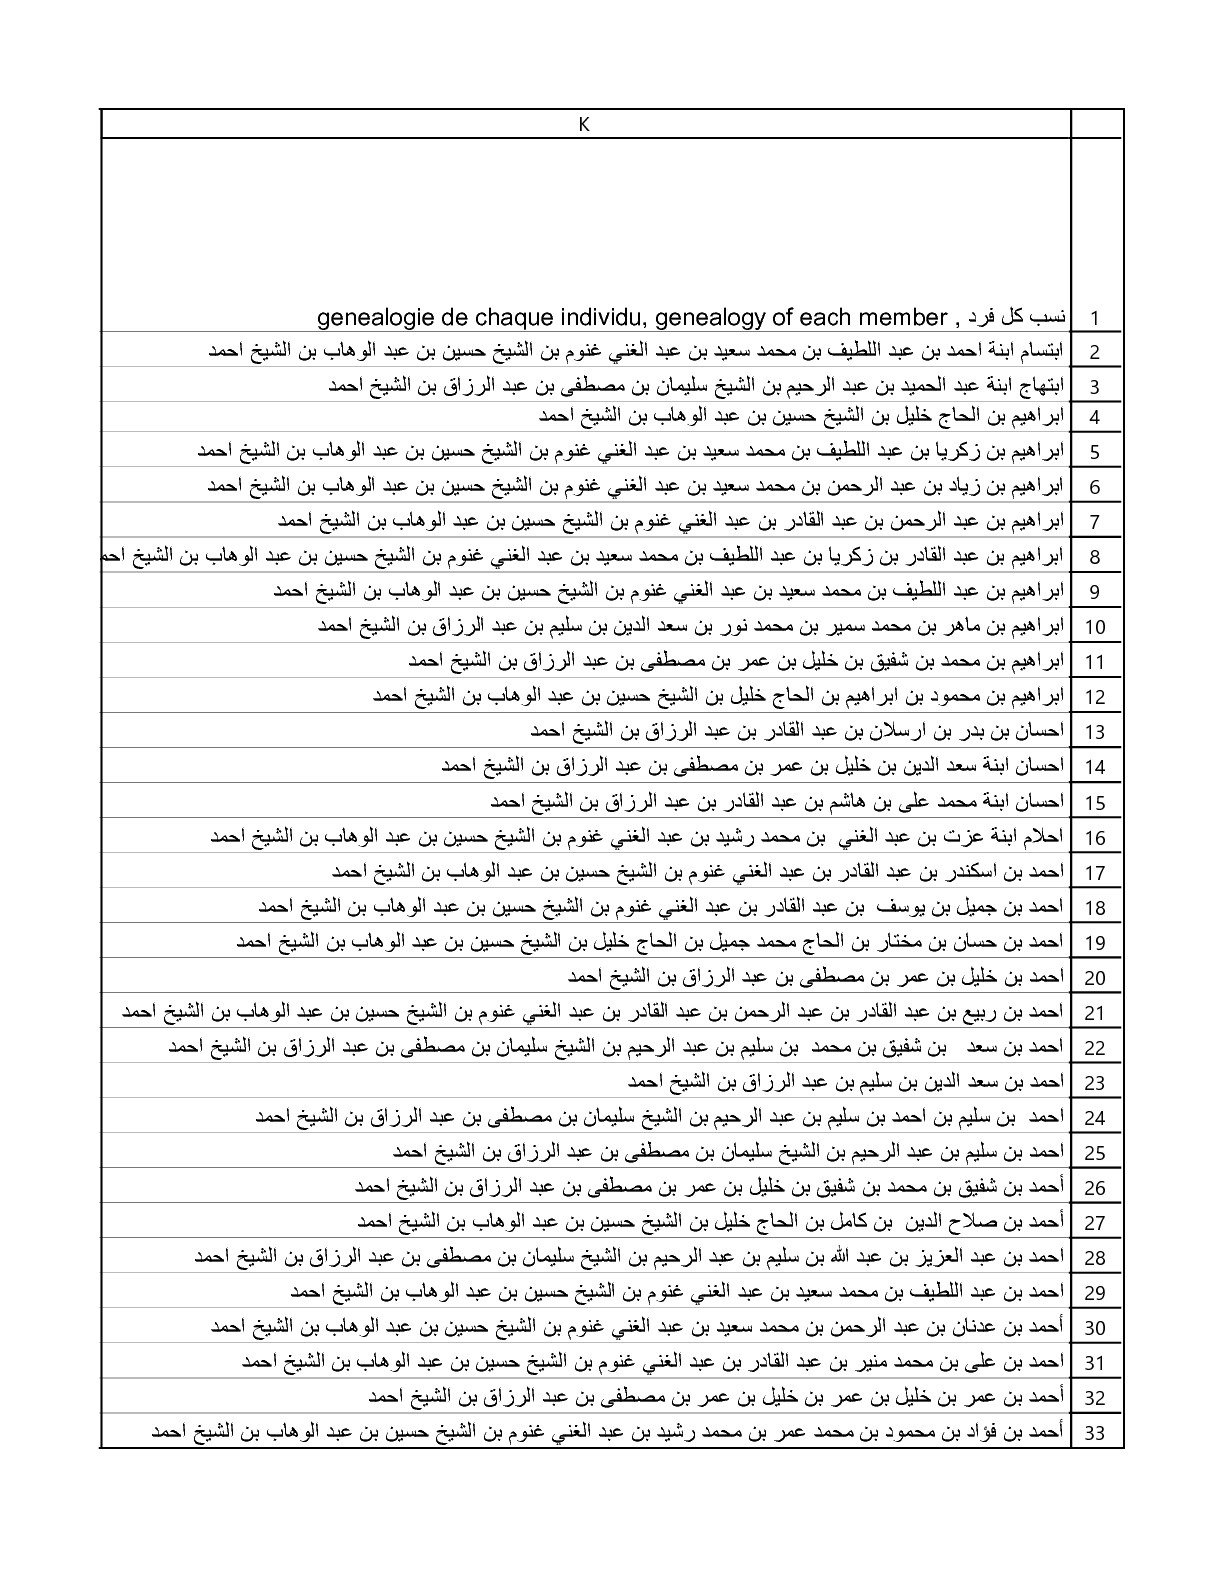 K
1 نسب كل فرد , genealogie de chaque individu, genealogy of each member
2 ابتسام ابنة احمد بن عبد اللطيف بن محمد سعيد بن عبد الغني غنوم بن الشيخ حسين بن عبد الوهاب بن الشيخ احمد
3 ابتهاج ابنة عبد الحميد بن عبد الرحيم بن الشيخ سليمان بن مصطفى بن عبد الرزاق بن الشيخ احمد
4 ابراهيم بن الحاج خليل بن الشيخ حسين بن عبد الوهاب بن الشيخ احمد
5 ابراهيم بن زكريا بن عبد اللطيف بن محمد سعيد بن عبد الغني غنوم بن الشيخ حسين بن عبد الوهاب بن الشيخ احمد
6 ابراهيم بن زياد بن عبد الرحمن بن محمد سعيد بن عبد الغني غنوم بن الشيخ حسين بن عبد الوهاب بن الشيخ احمد
7 ابراهيم بن عبد الرحمن بن عبد القادر بن عبد الغني غنوم بن الشيخ حسين بن عبد الوهاب بن الشيخ احمد
8 ابراهيم بن عبد القادر بن زكريا بن عبد اللطيف بن محمد سعيد بن عبد الغني غنوم بن الشيخ حسين بن عبد الوهاب بن الشيخ احم
9 ابراهيم بن عبد اللطيف بن محمد سعيد بن عبد الغني غنوم بن الشيخ حسين بن عبد الوهاب بن الشيخ احمد
10 ابراهيم بن ماهر بن محمد سمير بن محمد نور بن سعد الدين بن سليم بن عبد الرزاق بن الشيخ احمد
11 ابراهيم بن محمد بن شفيق بن خليل بن عمر بن مصطفى بن عبد الرزاق بن الشيخ احمد
12 ابراهيم بن محمود بن ابراهيم بن الحاج خليل بن الشيخ حسين بن عبد الوهاب بن الشيخ احمد
13 احسان بن بدر بن ارسلان بن عبد القادر بن عبد الرزاق بن الشيخ احمد
14 احسان ابنة سعد الدين بن خليل بن عمر بن مصطفى بن عبد الرزاق بن الشيخ احمد
15 احسان ابنة محمد على بن هاشم بن عبد القادر بن عبد الرزاق بن الشيخ احمد
16 احلام ابنة عزت بن عبد الغني بن محمد رشيد بن عبد الغني غنوم بن الشيخ حسين بن عبد الوهاب بن الشيخ احمد
17 احمد بن اسكندر بن عبد القادر بن عبد الغني غنوم بن الشيخ حسين بن عبد الوهاب بن الشيخ احمد
18 احمد بن جميل بن يوسف بن عبد القادر بن عبد الغني غنوم بن الشيخ حسين بن عبد الوهاب بن الشيخ احمد
19 احمد بن حسان بن مختار بن الحاج محمد جميل بن الحاج خليل بن الشيخ حسين بن عبد الوهاب بن الشيخ احمد
20 احمد بن خليل بن عمر بن مصطفى بن عبد الرزاق بن الشيخ احمد
21 احمد بن ربيع بن عبد القادر بن عبد الرحمن بن عبد القادر بن عبد الغني غنوم بن الشيخ حسين بن عبد الوهاب بن الشيخ احمد
22 احمد بن سعد بن شفيق بن محمد بن سليم بن عبد الرحيم بن الشيخ سليمان بن مصطفى بن عبد الرزاق بن الشيخ احمد
23 احمد بن سعد الدين بن سليم بن عبد الرزاق بن الشيخ احمد
24 احمد بن سليم بن احمد بن سليم بن عبد الرحيم بن الشيخ سليمان بن مصطفى بن عبد الرزاق بن الشيخ احمد
25 احمد بن سليم بن عبد الرحيم بن الشيخ سليمان بن مصطفى بن عبد الرزاق بن الشيخ احمد
26 أحمد بن شفيق بن محمد بن شفيق بن خليل بن عمر بن مصطفى بن عبد الرزاق بن الشيخ احمد
27 أحمد بن صلاح الدين بن كامل بن الحاج خليل بن الشيخ حسين بن عبد الوهاب بن الشيخ احمد
28 احمد بن عبد العزيز بن عبد الله بن سليم بن عبد الرحيم بن الشيخ سليمان بن مصطفى بن عبد الرزاق بن الشيخ احمد
29 احمد بن عبد اللطيف بن محمد سعيد بن عبد الغني غنوم بن الشيخ حسين بن عبد الوهاب بن الشيخ احمد
30 أحمد بن عدنان بن عبد الرحمن بن محمد سعيد بن عبد الغني غنوم بن الشيخ حسين بن عبد الوهاب بن الشيخ احمد
31 احمد بن على بن محمد منير بن عبد القادر بن عبد الغني غنوم بن الشيخ حسين بن عبد الوهاب بن الشيخ احمد
32 أحمد بن عمر بن خليل بن عمر بن خليل بن عمر بن مصطفى بن عبد الرزاق بن الشيخ احمد
33 أحمد بن فؤاد بن محمود بن محمد عمر بن محمد رشيد بن عبد الغني غنوم بن الشيخ حسين بن عبد الوهاب بن الشيخ احمد